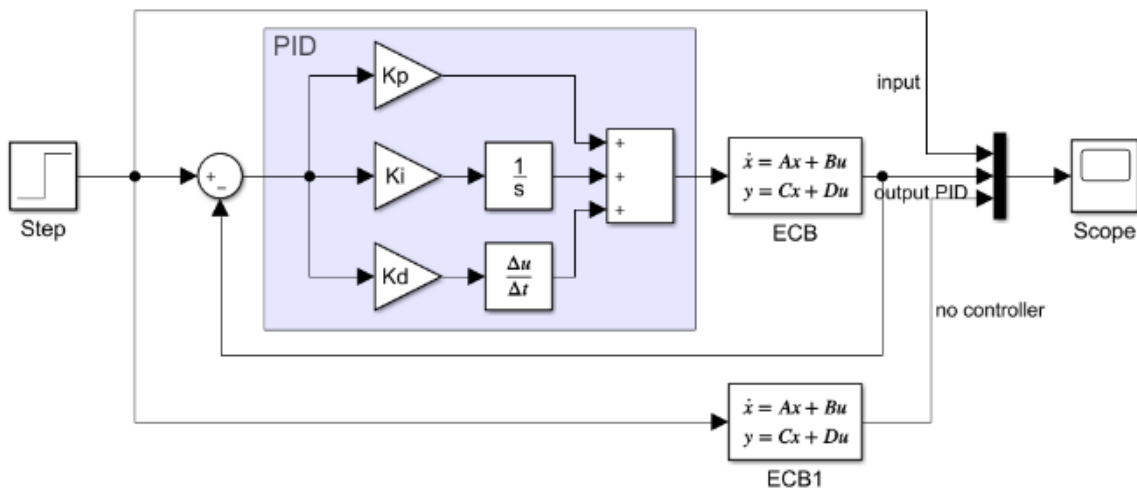 PID
Kp
input
Step
+
−
Ki
1
s
+
+
+
ẋ = Ax + Bu
y = Cx + Du
ECB
output PID
Scope
Kd
Δu
Δt
no controller
ẋ = Ax + Bu
y = Cx + Du
ECB1